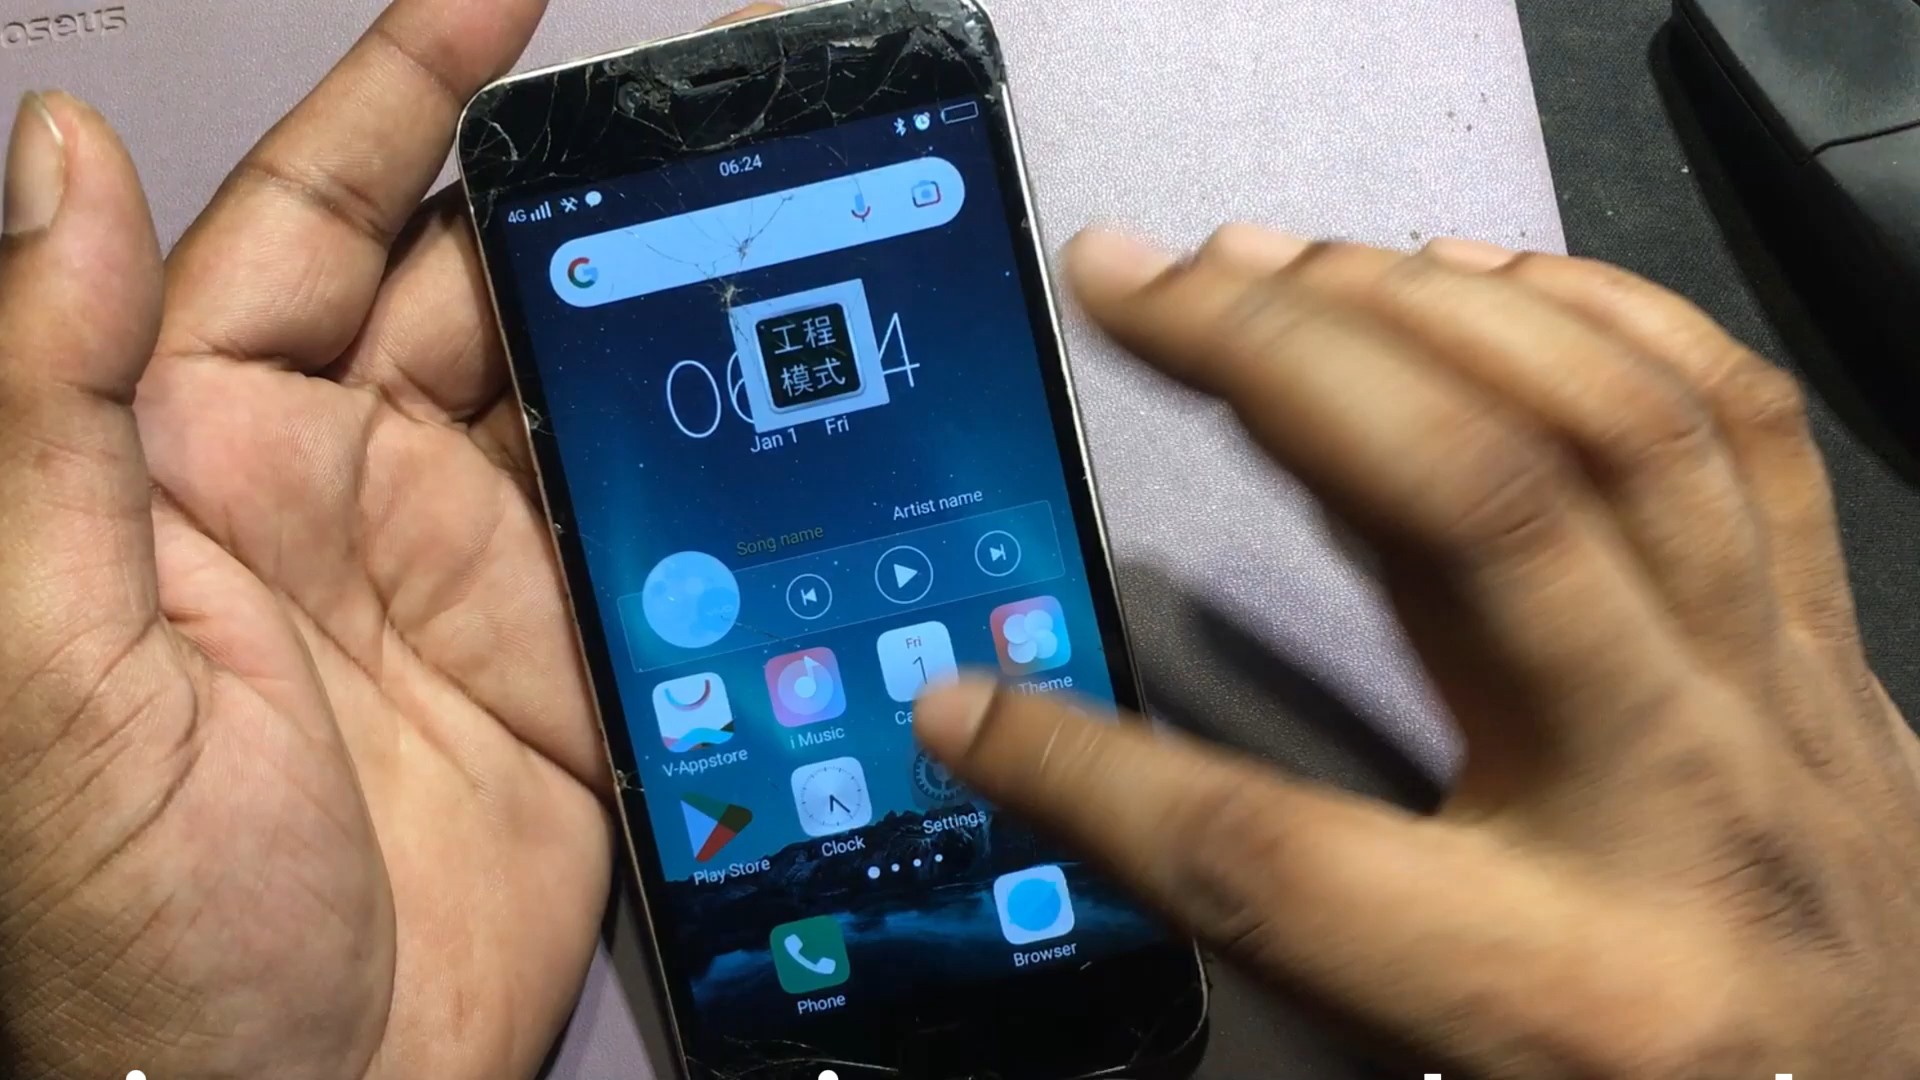 oseus
06:24
4G
G
工程
模式
Jan 1 Fri
Song name
Artist name
Fri
1
V-Appstore
i Music
Theme
Play Store
Clock
Settings
Phone
Browser